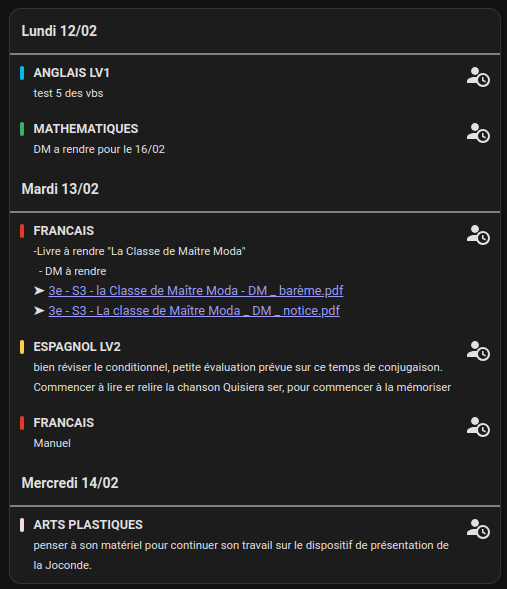 Lundi 12/02
ANGLAIS LV1
test 5 des vbs
MATHEMATIQUES
DM a rendre pour le 16/02
Mardi 13/02
FRANCAIS
-Livre à rendre "La Classe de Maître Moda"
- DM à rendre
➤ 3e - S3 - la Classe de Maître Moda - DM _ barème.pdf
➤ 3e - S3 - La classe de Maître Moda _ DM _ notice.pdf
ESPAGNOL LV2
bien réviser le conditionnel, petite évaluation prévue sur ce temps de conjugaison.
Commencer à lire er relire la chanson Quisiera ser, pour commencer à la mémoriser
FRANCAIS
Manuel
Mercredi 14/02
ARTS PLASTIQUES
penser à son matériel pour continuer son travail sur le dispositif de présentation de
la Joconde.